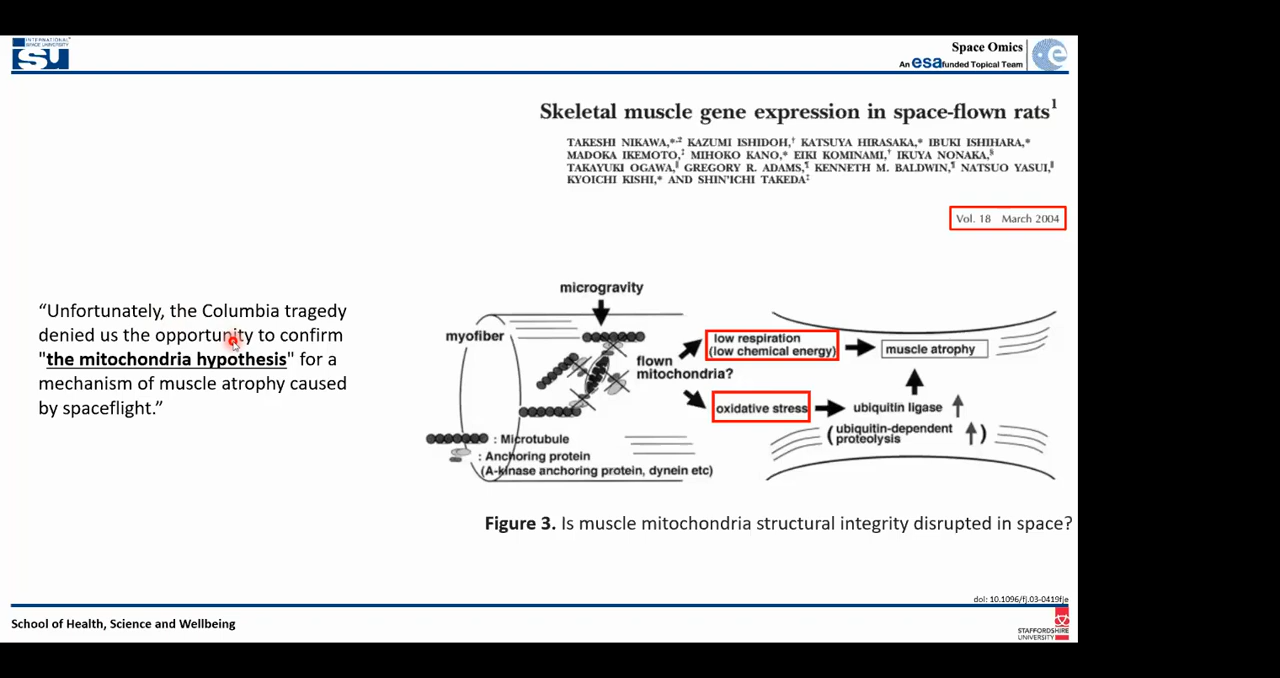 INTERNATIONAL
SPACE UNIVERSITY
ISU
Space Omics
An esa funded Topical Team
esa
Skeletal muscle gene expression in space-flown rats¹
TAKESHI NIKAWA,*,² KAZUMI ISHIDOH,† KATSUYA HIRASAKA,* IBUKI ISHIHARA,*
MADOKA IKEMOTO,‡ MIHOKO KANO,* EIKI KOMINAMI,† IKUYA NONAKA,§
TAKAYUKI OGAWA,‖ GREGORY R. ADAMS,¶ KENNETH M. BALDWIN,¶ NATSUO YASUI,‖
KYOICHI KISHI,* AND SHIN'ICHI TAKEDA‡
Vol. 18 March 2004
“Unfortunately, the Columbia tragedy
denied us the opportunity to confirm
"the mitochondria hypothesis" for a
mechanism of muscle atrophy caused
by spaceflight.”
microgravity
myofiber
flown
mitochondria?
low respiration
(low chemical energy)
muscle atrophy
oxidative stress
ubiquitin ligase
(ubiquitin-dependent
proteolysis )
: Microtubule
: Anchoring protein
(A-kinase anchoring protein, dynein etc)
Figure 3. Is muscle mitochondria structural integrity disrupted in space?
doi: 10.1096/fj.03-0419fje
School of Health, Science and Wellbeing
STAFFORDSHIRE
UNIVERSITY